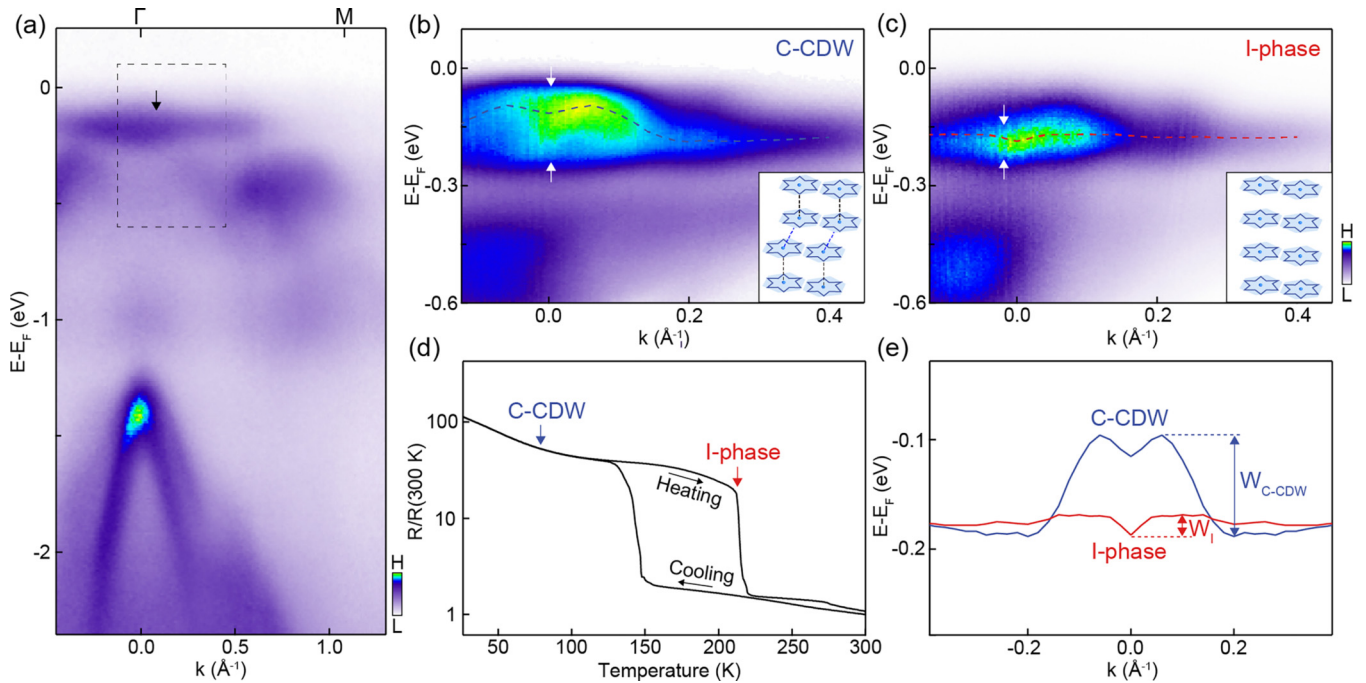 (a)
Γ
M
0
-1
-2
E-E_F (eV)
0.0
0.5
1.0
k (Å⁻¹)
H
L
(b)
C-CDW
0.0
-0.3
-0.6
E-E_F (eV)
0.0
0.2
0.4
k (Å⁻¹)
(c)
I-phase
0.0
-0.3
-0.6
E-E_F (eV)
0.0
0.2
0.4
k (Å⁻¹)
H
L
(d)
C-CDW
I-phase
Heating
Cooling
100
10
1
R/R(300 K)
50
100
150
200
250
300
Temperature (K)
(e)
C-CDW
W_C-CDW
W_I
I-phase
-0.1
-0.2
E-E_F (eV)
-0.2
0.0
0.2
k (Å⁻¹)